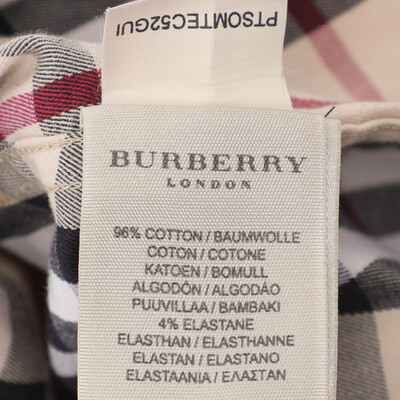 PTSOMTEC52GUI
BURBERRY
LONDON
96% COTTON / BAUMWOLLE
COTON / COTONE
KATOEN / BOMULL
ALGODÓN / ALGODÃO
PUUVILLAA / BAMBAKI
4% ELASTANE
ELASTHAN / ELASTHANNE
ELASTAN / ELASTANO
ELASTAANIA / ΕΛΑΣΤΑΝ